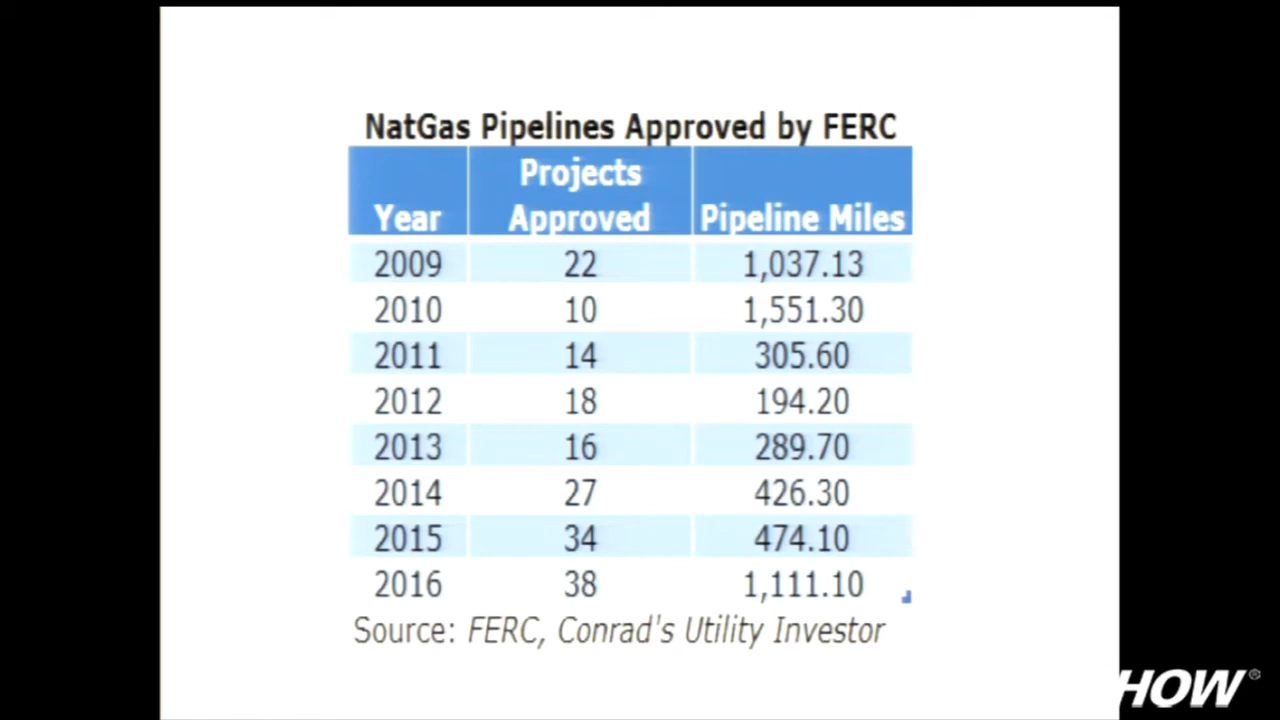 NatGas Pipelines Approved by FERC
Projects
Year Approved Pipeline Miles
2009 22 1,037.13
2010 10 1,551.30
2011 14 305.60
2012 18 194.20
2013 16 289.70
2014 27 426.30
2015 34 474.10
2016 38 1,111.10
Source: FERC, Conrad's Utility Investor
HOW®